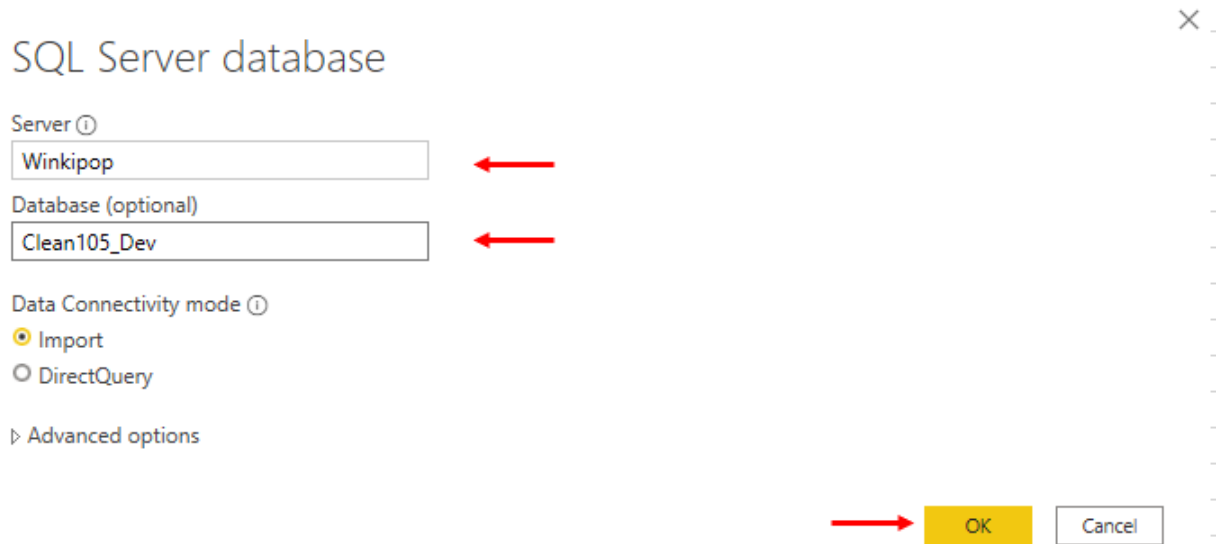 SQL Server database
Server
Winkipop
Database (optional)
Clean105_Dev
Data Connectivity mode
Import
DirectQuery
Advanced options
OK Cancel